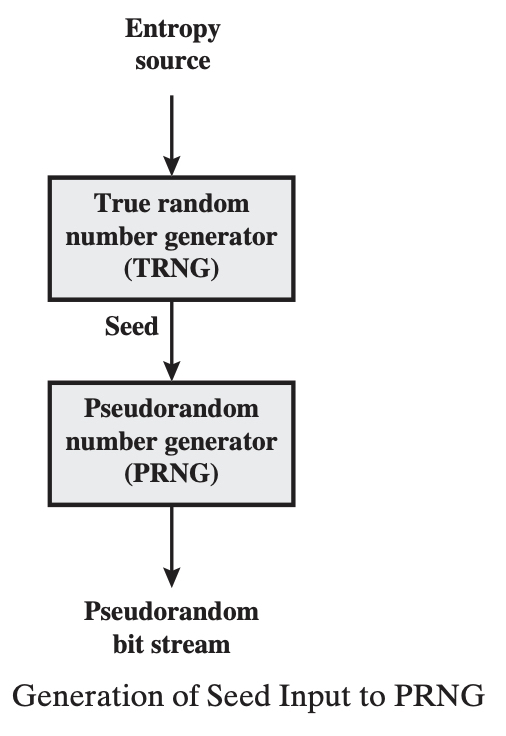 Entropy
source
True random
number generator
(TRNG)
Seed
Pseudorandom
number generator
(PRNG)
Pseudorandom
bit stream
Generation of Seed Input to PRNG